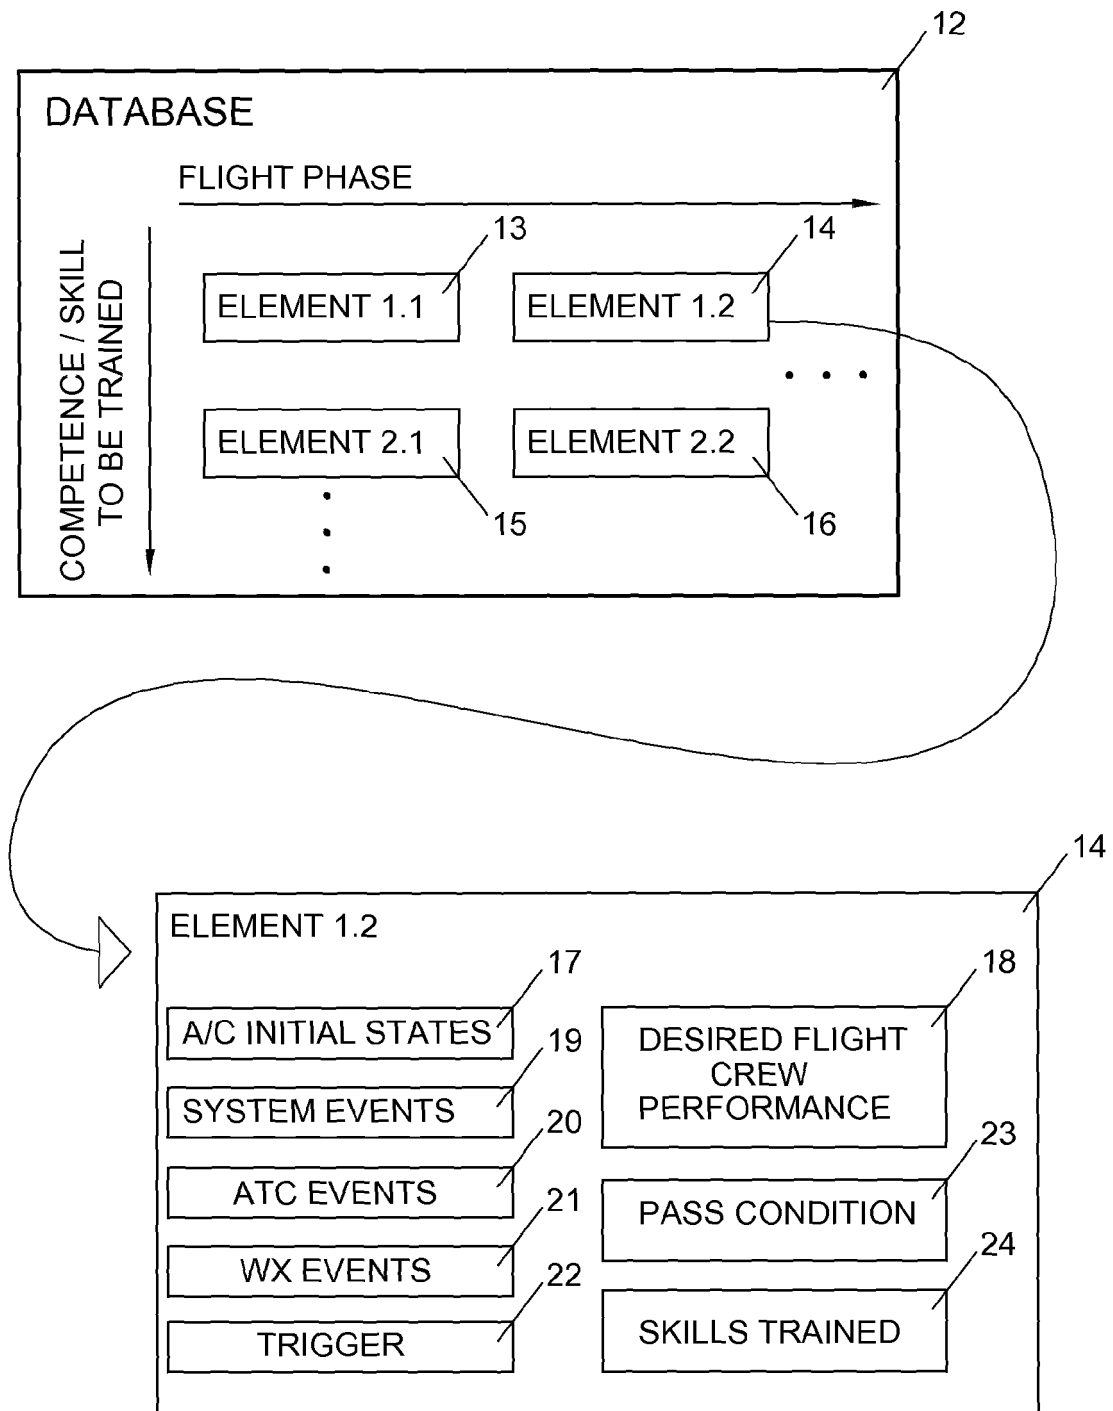 12
DATABASE
FLIGHT PHASE
COMPETENCE / SKILL
TO BE TRAINED
13
14
ELEMENT 1.1
ELEMENT 1.2
ELEMENT 2.1
ELEMENT 2.2
15
16
14
ELEMENT 1.2
17
A/C INITIAL STATES
19
SYSTEM EVENTS
20
ATC EVENTS
21
WX EVENTS
22
TRIGGER
18
DESIRED FLIGHT
CREW
PERFORMANCE
23
PASS CONDITION
24
SKILLS TRAINED